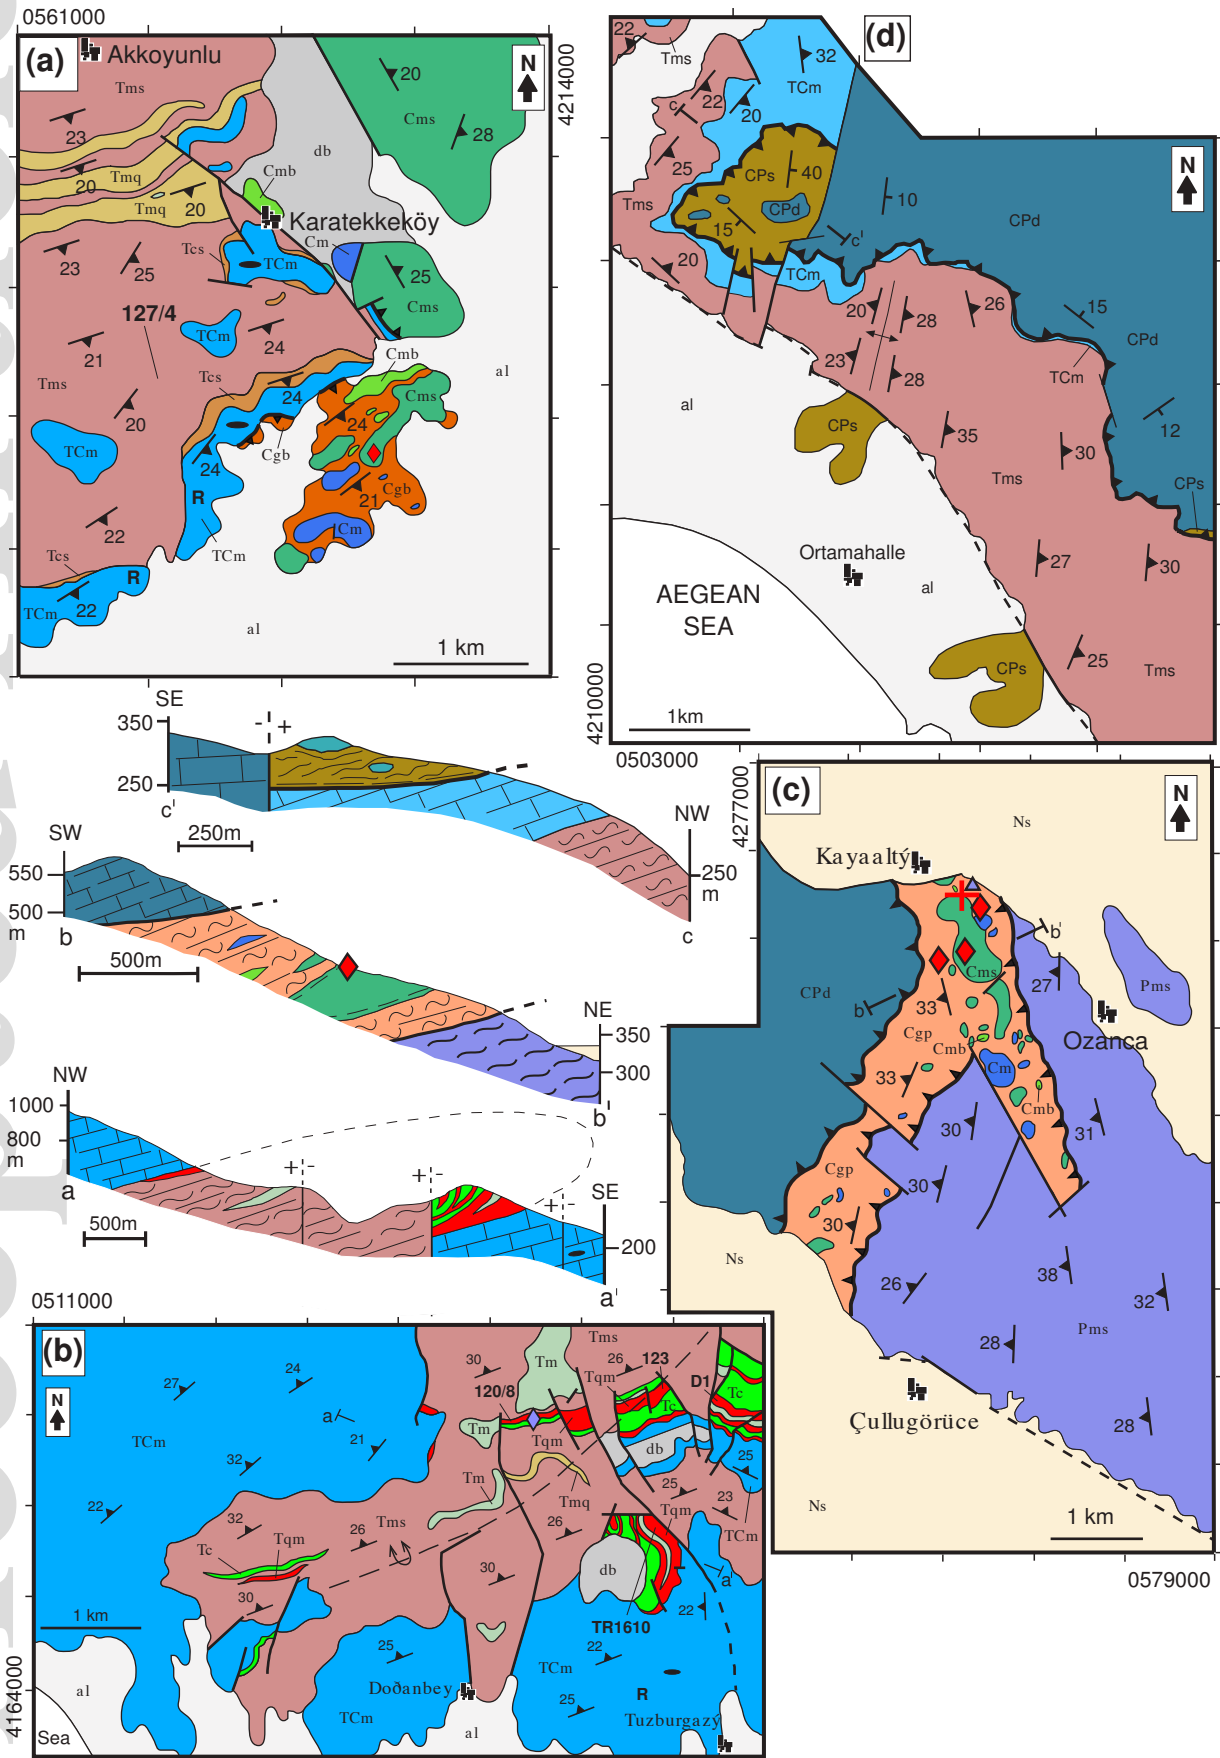 0561000
(a)
Akkoyunlu
Tms
N
4214000
20
Cms
28
23
db
20
Tmq
Cmb
Tmq
20
Karatekkeköy
Cm
Tcs
TCm
23
25
25
Cms
127/4
TCm
24
21
Cmb
al
Tms
Tcs
24
Cms
20
24
TCm
Cgb
24
21
Cgb
R
22
Cm
Tcs
TCm
R
TCm
22
al
1 km
(d)
22
Tms
32
TCm
c
22
20
N
25
CPs
40
10
Tms
CPd
CPd
15
c'
20
TCm
26
20
28
15
CPd
23
28
TCm
al
CPs
35
12
30
Tms
CPs
Ortamahalle
27
30
AEGEAN
SEA
al
25
CPs
Tms
1km
4210000
0503000
SE
350
- +
250
c'
250m
NW
250
m
c
SW
550
500
m
b
500m
NE
350
300
b'
NW
1000
800
m
a
+ -
+ -
+ -
SE
500m
200
a'
4277000
(c)
Ns
N
Kayaaltý
b'
Cms
CPd
27
Pms
b
33
Cgp
Ozanca
Cmb
Cm
33
Cmb
30
31
Cgp
30
30
Ns
26
38
32
28
Pms
Çullugörüce
28
Ns
1 km
0579000
0511000
(b)
N
Tms
30
Tm
26
123
Tqm
D1
27
24
120/8
Tc
Tc
a
Tm
TCm
21
Tqm
db
25
32
Tm
25
22
Tmq
Tqm
23
32
Tms
26
26
TCm
Tc
Tqm
30
db
a'
30
22
1 km
TR1610
25
22
TCm
Doðanbey
R
al
25
TCm
Tuzburgazý
al
Sea
4164000